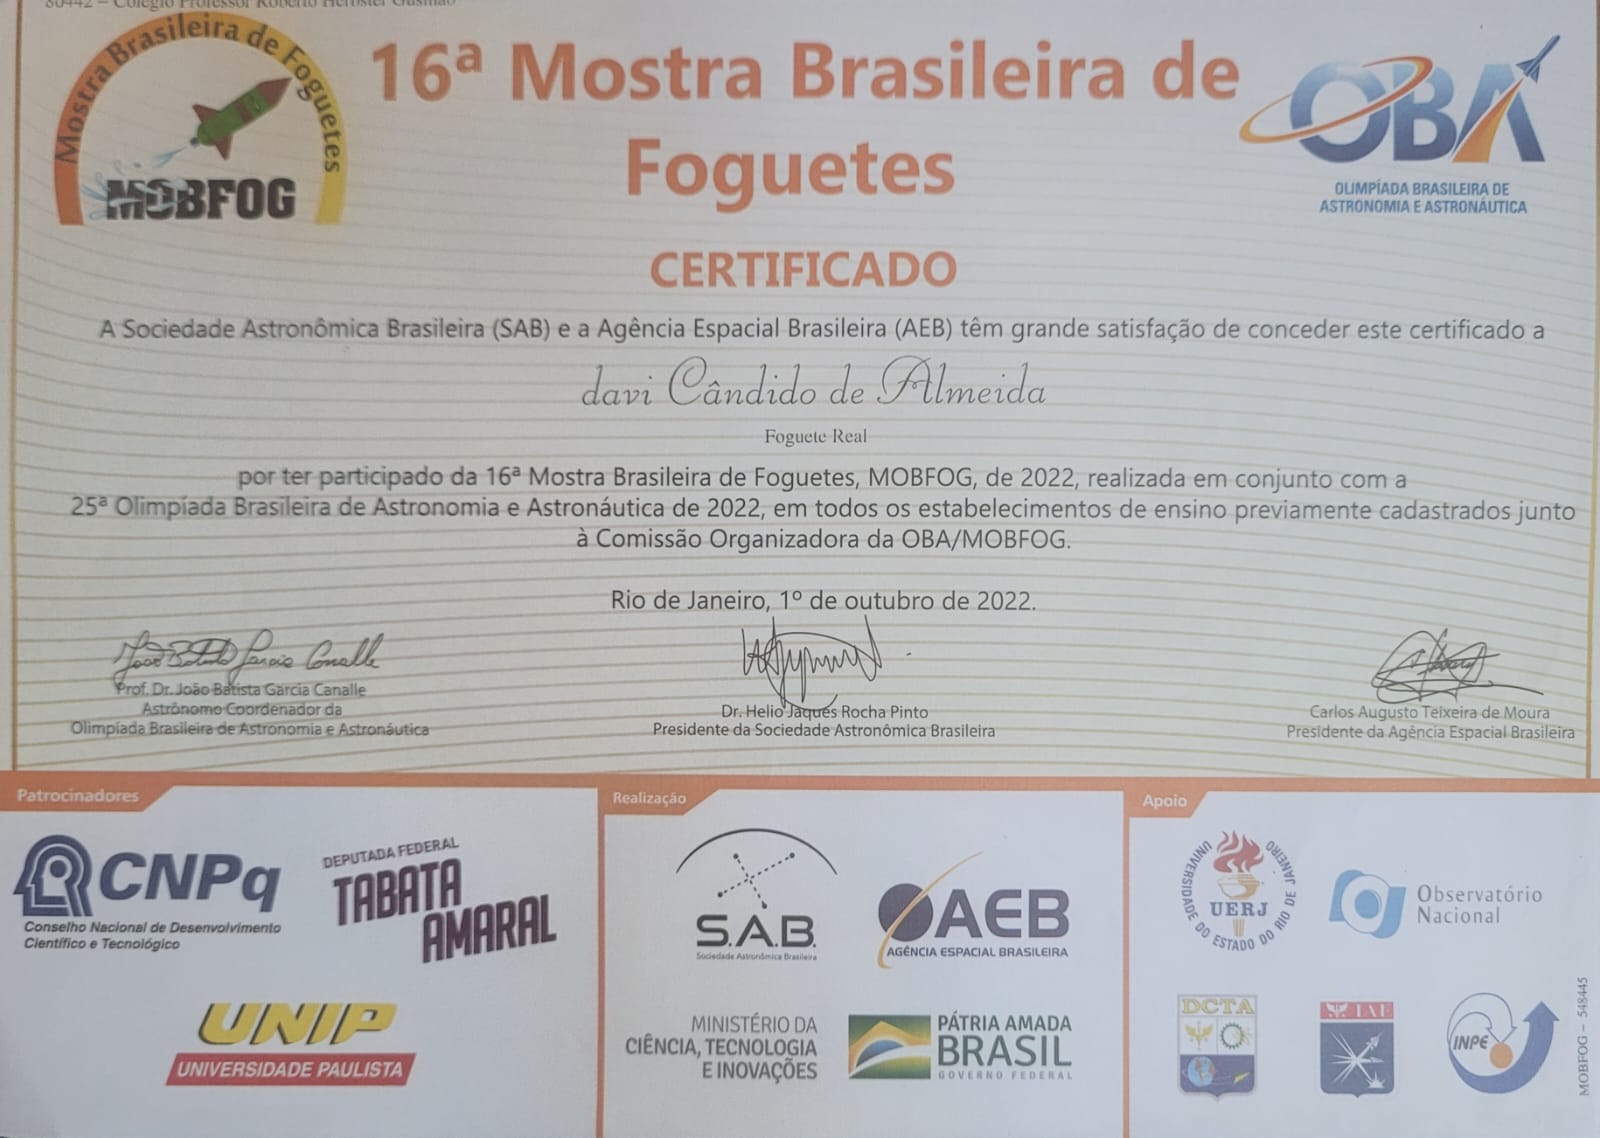 80442 – Colégio Professor Roberto Herbster Gusmão
Mostra Brasileira de Foguetes
MOBFOG
16ª Mostra Brasileira de
Foguetes
OBA
OLIMPÍADA BRASILEIRA DE
ASTRONOMIA E ASTRONÁUTICA
CERTIFICADO
A Sociedade Astronômica Brasileira (SAB) e a Agência Espacial Brasileira (AEB) têm grande satisfação de conceder este certificado a
davi Cândido de Almeida
Foguete Real
por ter participado da 16ª Mostra Brasileira de Foguetes, MOBFOG, de 2022, realizada em conjunto com a
25ª Olimpíada Brasileira de Astronomia e Astronáutica de 2022, em todos os estabelecimentos de ensino previamente cadastrados junto
à Comissão Organizadora da OBA/MOBFOG.
Rio de Janeiro, 1º de outubro de 2022.
João Batista Garcia Canalle
Prof. Dr. João Batista Garcia Canalle
Astrônomo Coordenador da
Olimpíada Brasileira de Astronomia e Astronáutica
Dr. Helio Jaques Rocha Pinto
Presidente da Sociedade Astronômica Brasileira
Carlos Augusto Teixeira de Moura
Presidente da Agência Espacial Brasileira
Patrocinadores
CNPq
Conselho Nacional de Desenvolvimento
Científico e Tecnológico
DEPUTADA FEDERAL
TABATA
AMARAL
UNIP
UNIVERSIDADE PAULISTA
Realização
S.A.B.
Sociedade Astronômica Brasileira
AEB
AGÊNCIA ESPACIAL BRASILEIRA
MINISTÉRIO DA
CIÊNCIA, TECNOLOGIA
E INOVAÇÕES
PÁTRIA AMADA
BRASIL
GOVERNO FEDERAL
Apoio
UERJ
UNIVERSIDADE DO ESTADO DO RIO DE JANEIRO
Observatório
Nacional
DCTA
IAE
INPE
MOBFOG – 548445